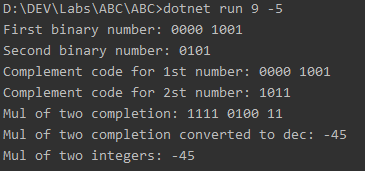 D:\DEV\Labs\ABC\ABC>dotnet run 9 -5
First binary number: 0000 1001
Second binary number: 0101
Complement code for 1st number: 0000 1001
Complement code for 2st number: 1011
Mul of two completion: 1111 0100 11
Mul of two completion converted to dec: -45
Mul of two integers: -45